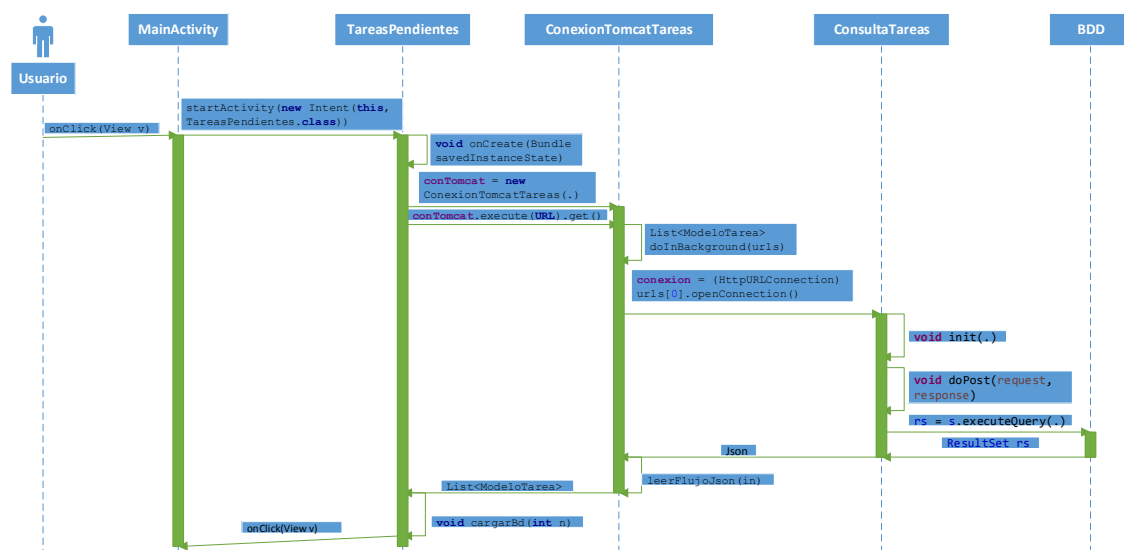 MainActivity
TareasPendientes
ConexionTomcatTareas
ConsultaTareas
BDD
Usuario
startActivity(new Intent(this,
TareasPendientes.class))
onClick(View v)
void onCreate(Bundle
savedInstanceState)
conTomcat = new
ConexionTomcatTareas(.)
conTomcat.execute(URL).get()
List<ModeloTarea>
doInBackground(urls)
conexion = (HttpURLConnection)
urls[0].openConnection()
void init(.)
void doPost(request,
response)
rs = s.executeQuery(.)
ResultSet rs
Json
leerFlujoJson(in)
List<ModeloTarea>
void cargarBd(int n)
onClick(View v)